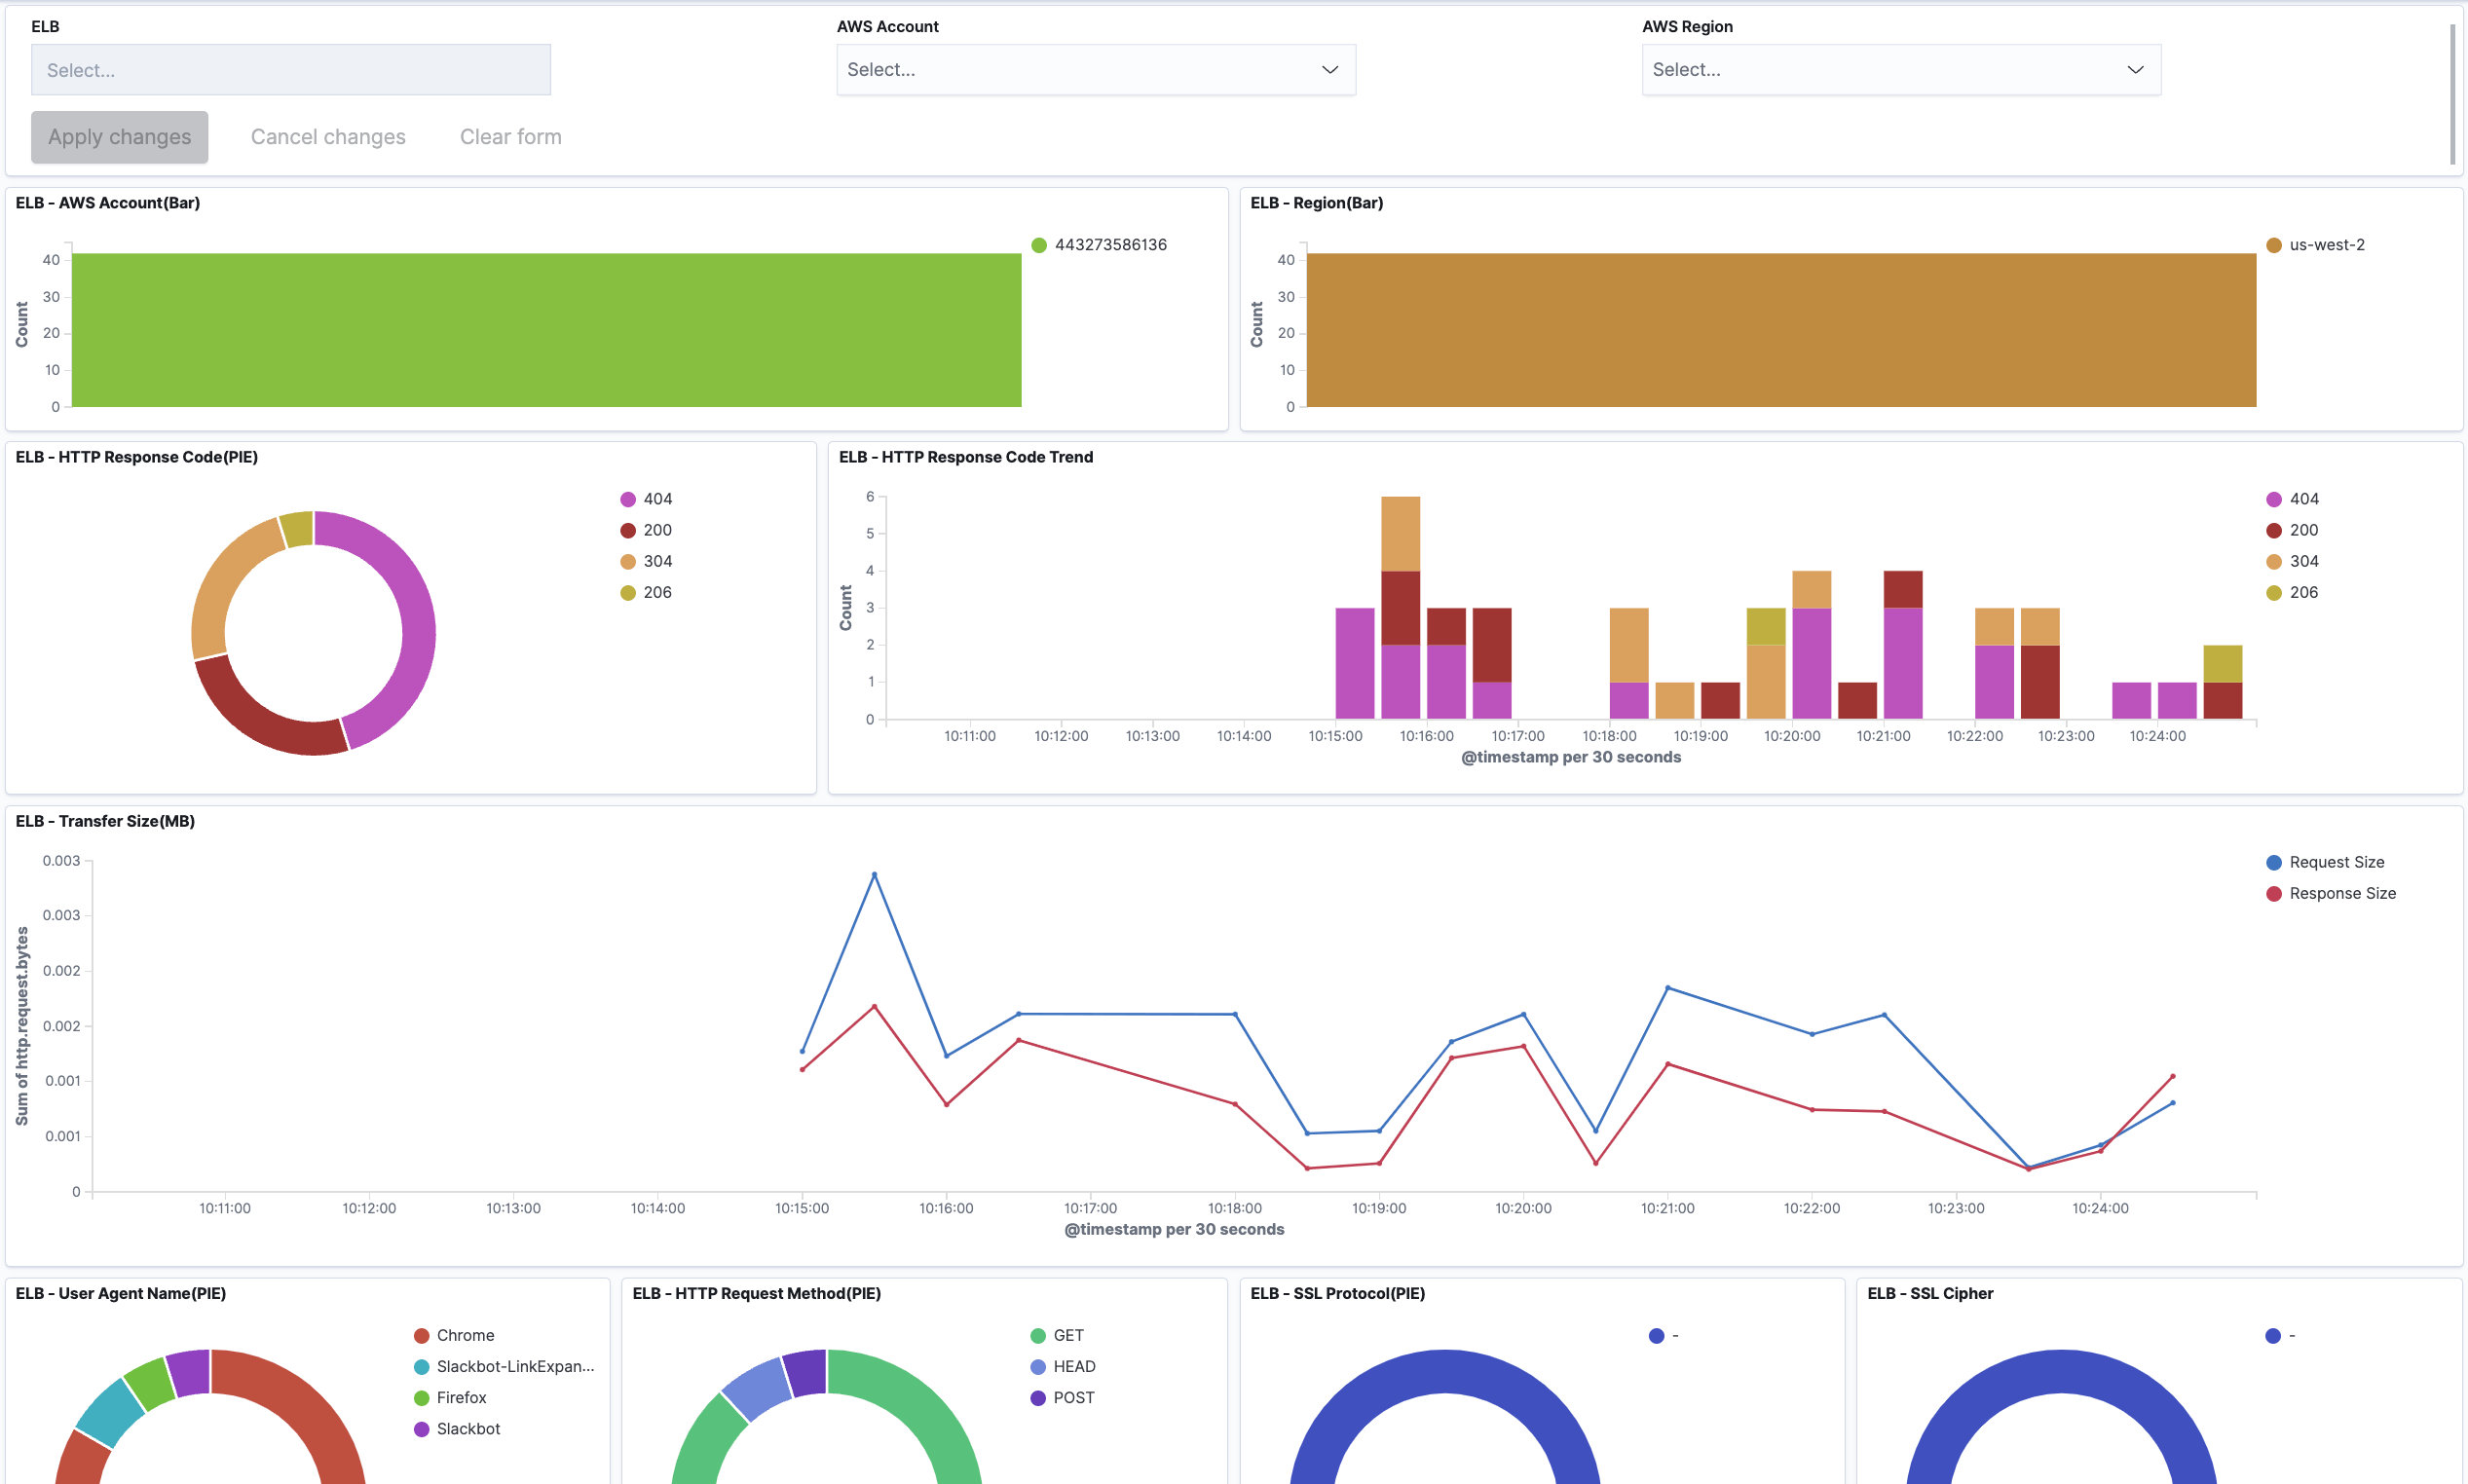 ELB
AWS Account
AWS Region
Select...
Select...
Select...
Apply changes
Cancel changes
Clear form
ELB - AWS Account(Bar)
Count
40
30
20
10
0
443273586136
ELB - Region(Bar)
Count
40
30
20
10
0
us-west-2
ELB - HTTP Response Code(PIE)
404
200
304
206
ELB - HTTP Response Code Trend
Count
6
5
4
3
2
1
0
10:11:00
10:12:00
10:13:00
10:14:00
10:15:00
10:16:00
10:17:00
10:18:00
10:19:00
10:20:00
10:21:00
10:22:00
10:23:00
10:24:00
@timestamp per 30 seconds
404
200
304
206
ELB - Transfer Size(MB)
Sum of http.request.bytes
0.003
0.003
0.002
0.002
0.001
0.001
0
10:11:00
10:12:00
10:13:00
10:14:00
10:15:00
10:16:00
10:17:00
10:18:00
10:19:00
10:20:00
10:21:00
10:22:00
10:23:00
10:24:00
@timestamp per 30 seconds
Request Size
Response Size
ELB - User Agent Name(PIE)
Chrome
Slackbot-LinkExpan...
Firefox
Slackbot
ELB - HTTP Request Method(PIE)
GET
HEAD
POST
ELB - SSL Protocol(PIE)
-
ELB - SSL Cipher
-